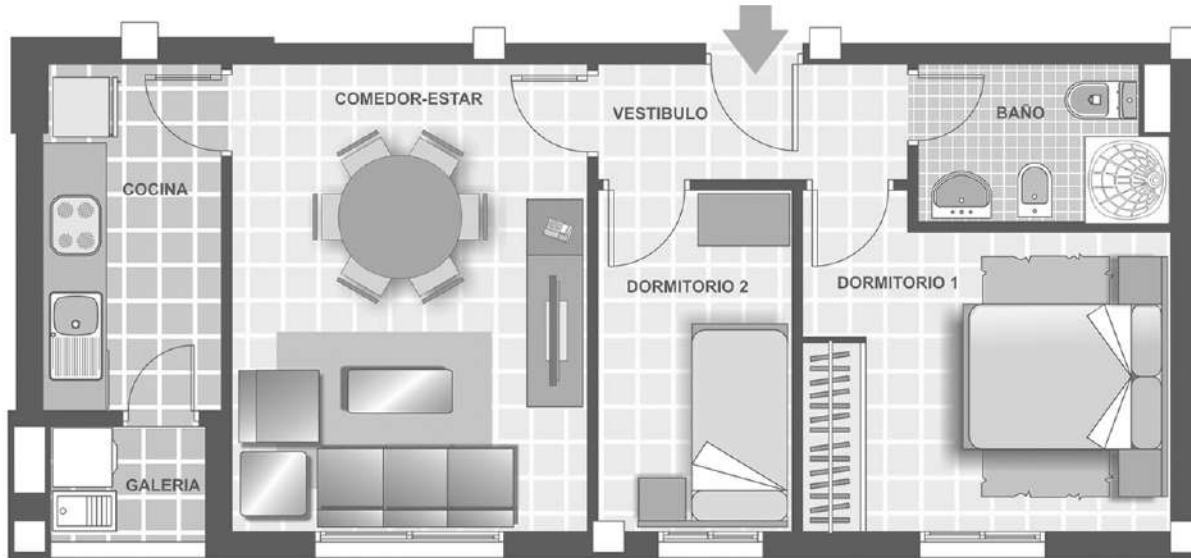 COMEDOR-ESTAR
VESTIBULO
BAÑO
COCINA
DORMITORIO 2
DORMITORIO 1
GALERIA